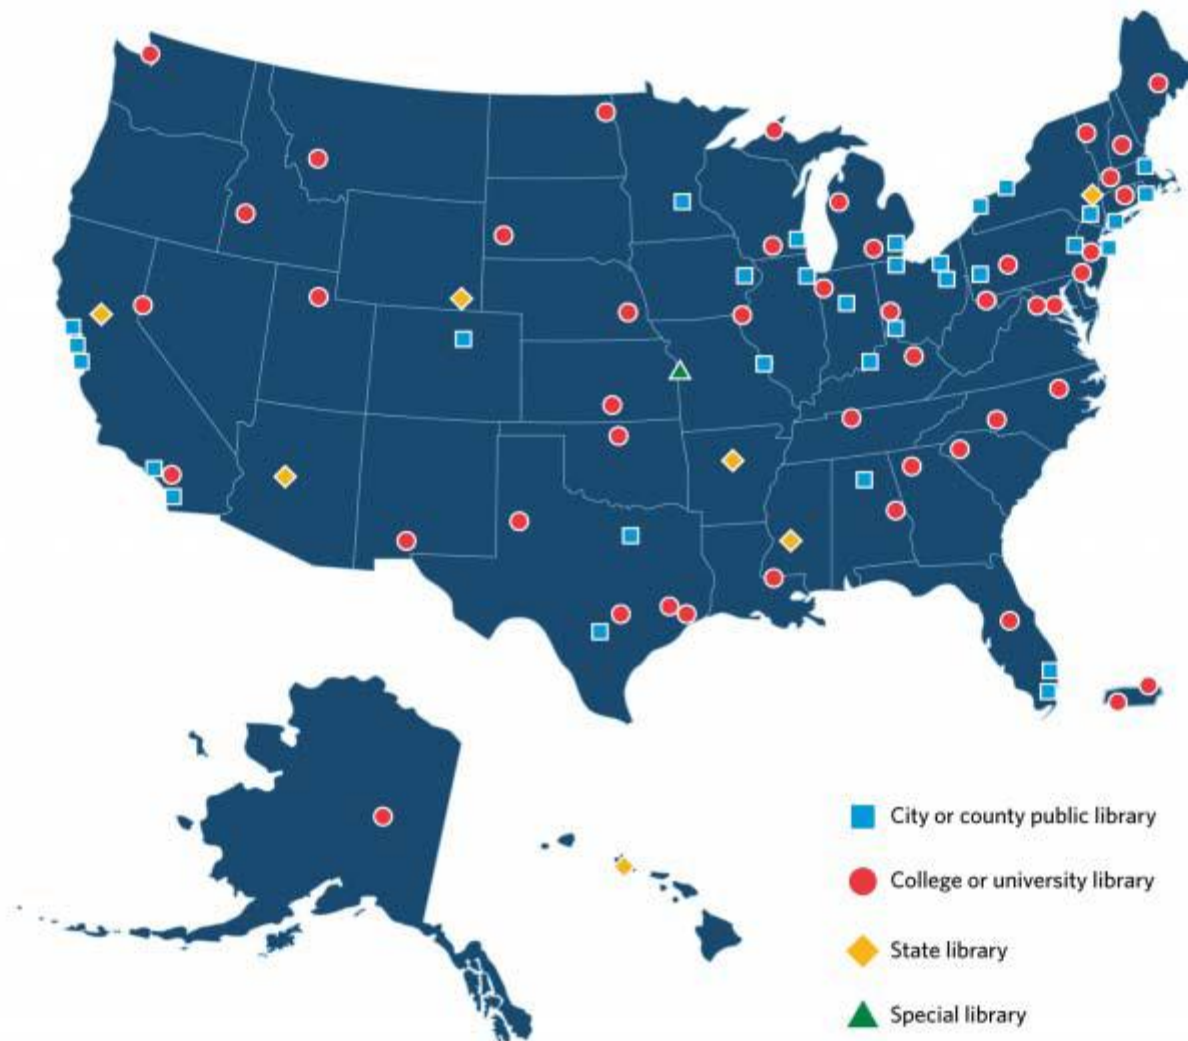 City or county public library
College or university library
State library
Special library